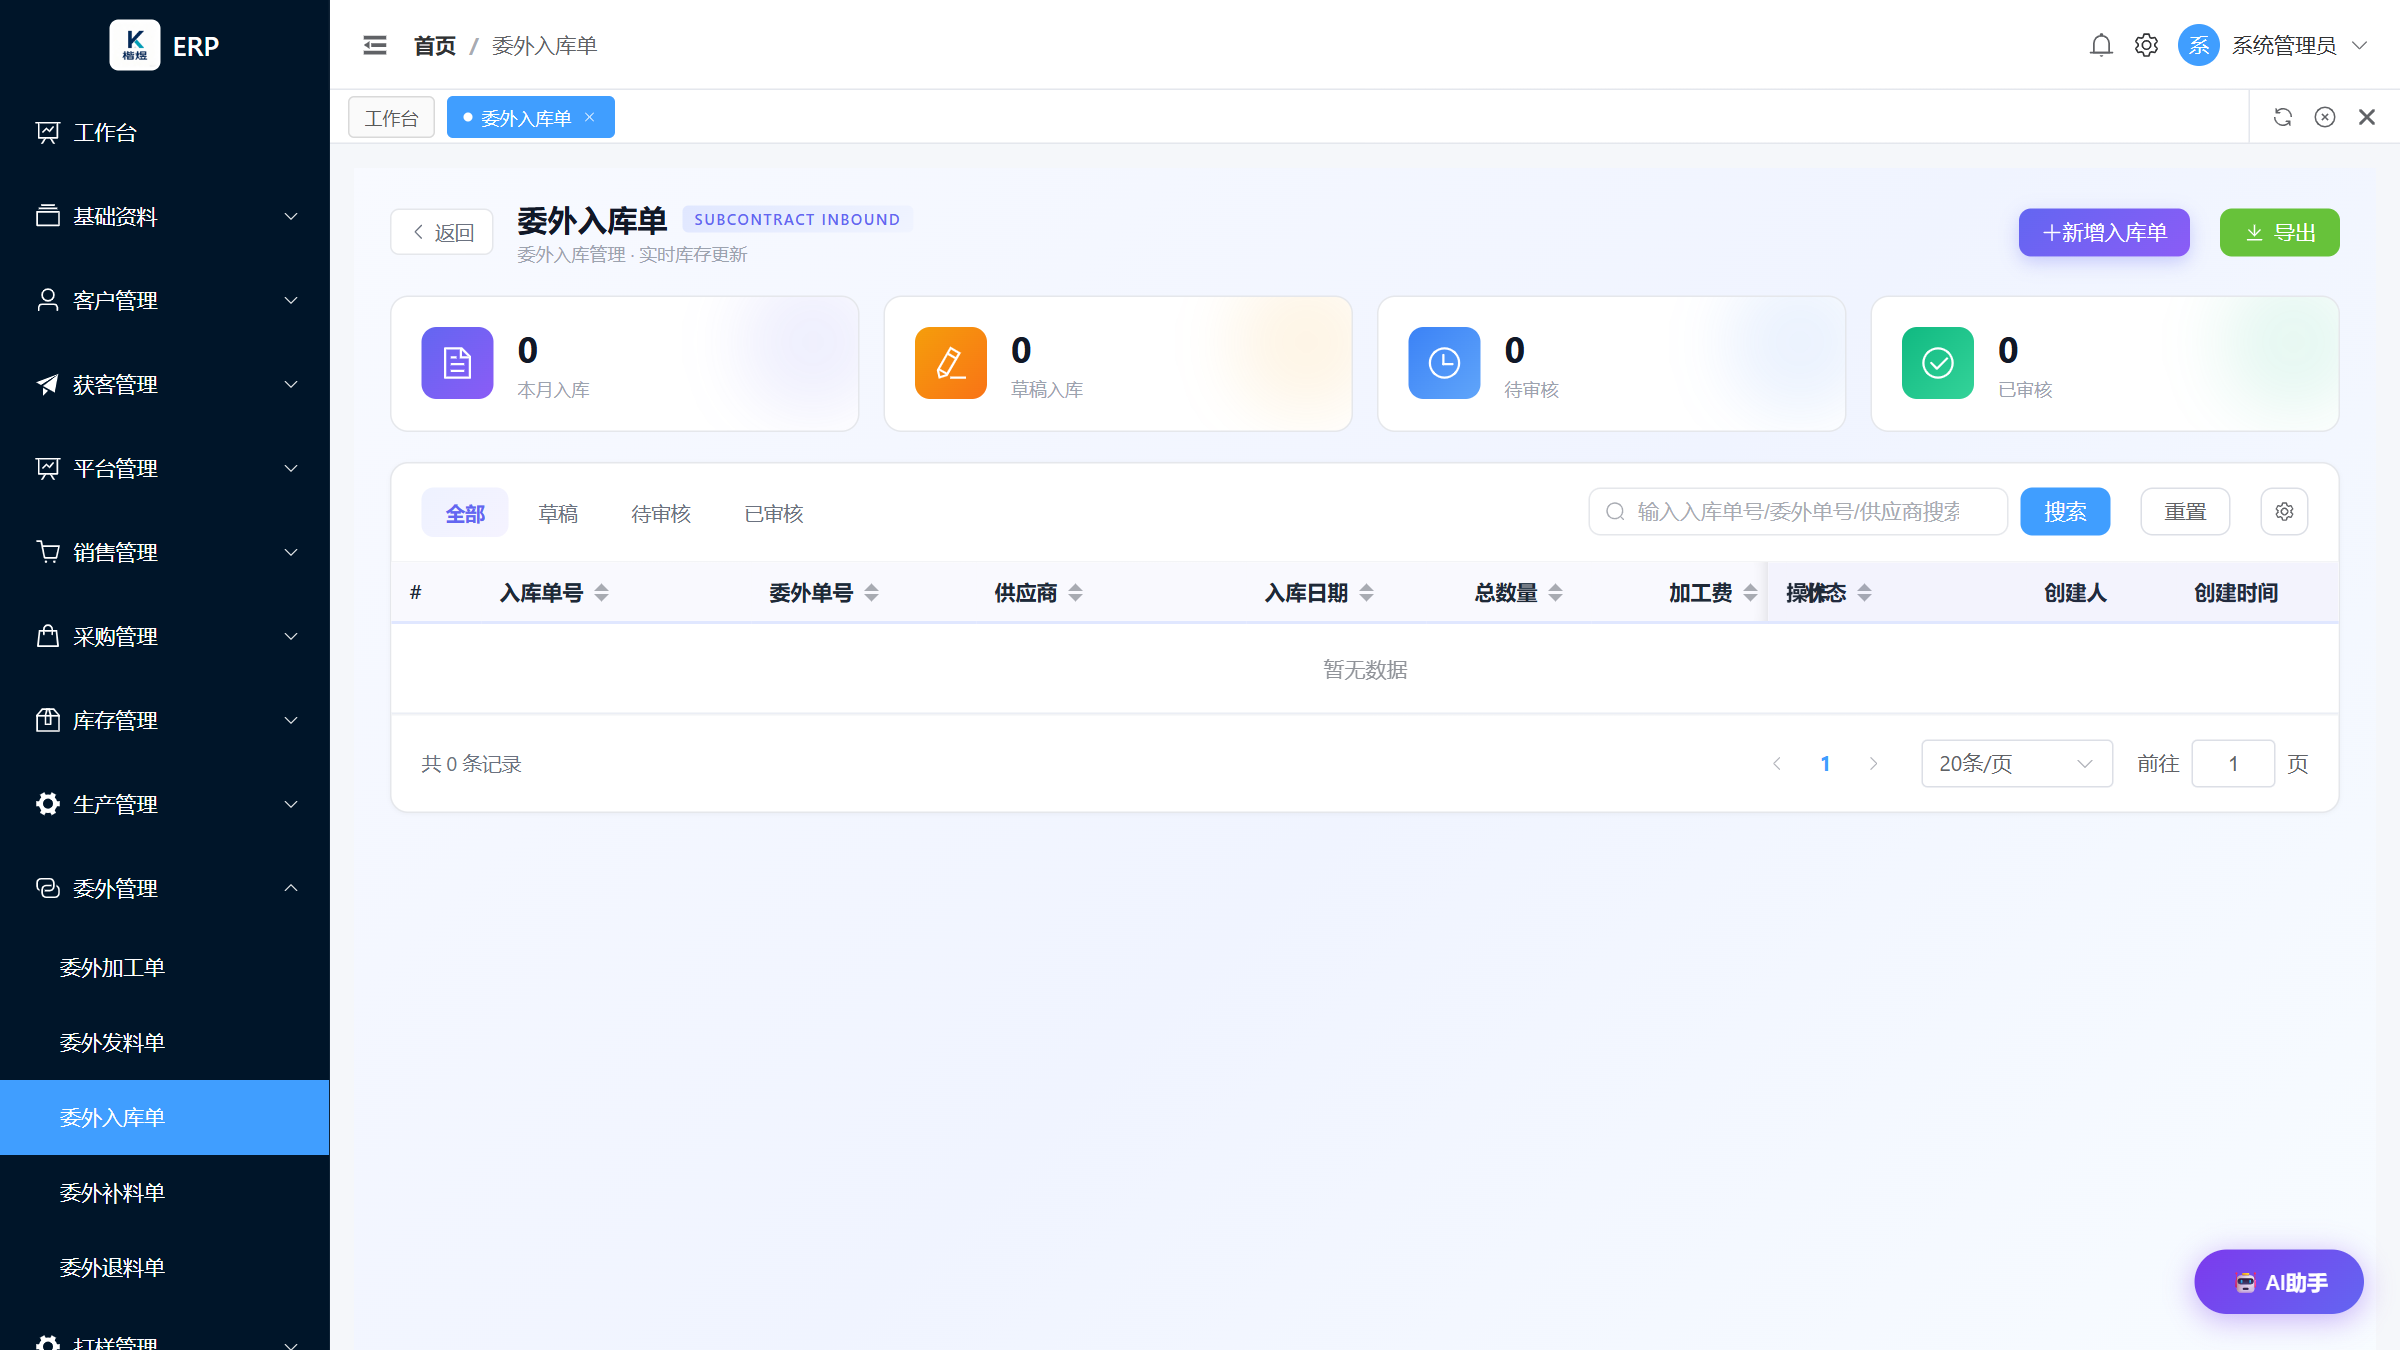 K
楷煜
ERP
首页 / 委外入库单
系
系统管理员
工作台
委外入库单
工作台
基础资料
客户管理
获客管理
平台管理
销售管理
采购管理
库存管理
生产管理
委外管理
委外加工单
委外发料单
委外入库单
委外补料单
委外退料单
打样管理
返回
委外入库单
SUBCONTRACT INBOUND
委外入库管理 · 实时库存更新
+新增入库单
导出
0
本月入库
0
草稿入库
0
待审核
0
已审核
全部
草稿
待审核
已审核
输入入库单号/委外单号/供应商搜索
搜索
重置
# 入库单号 委外单号 供应商 入库日期 总数量 加工费 操作 态 创建人 创建时间
暂无数据
共 0 条记录
1
20条/页
前往 1 页
AI助手